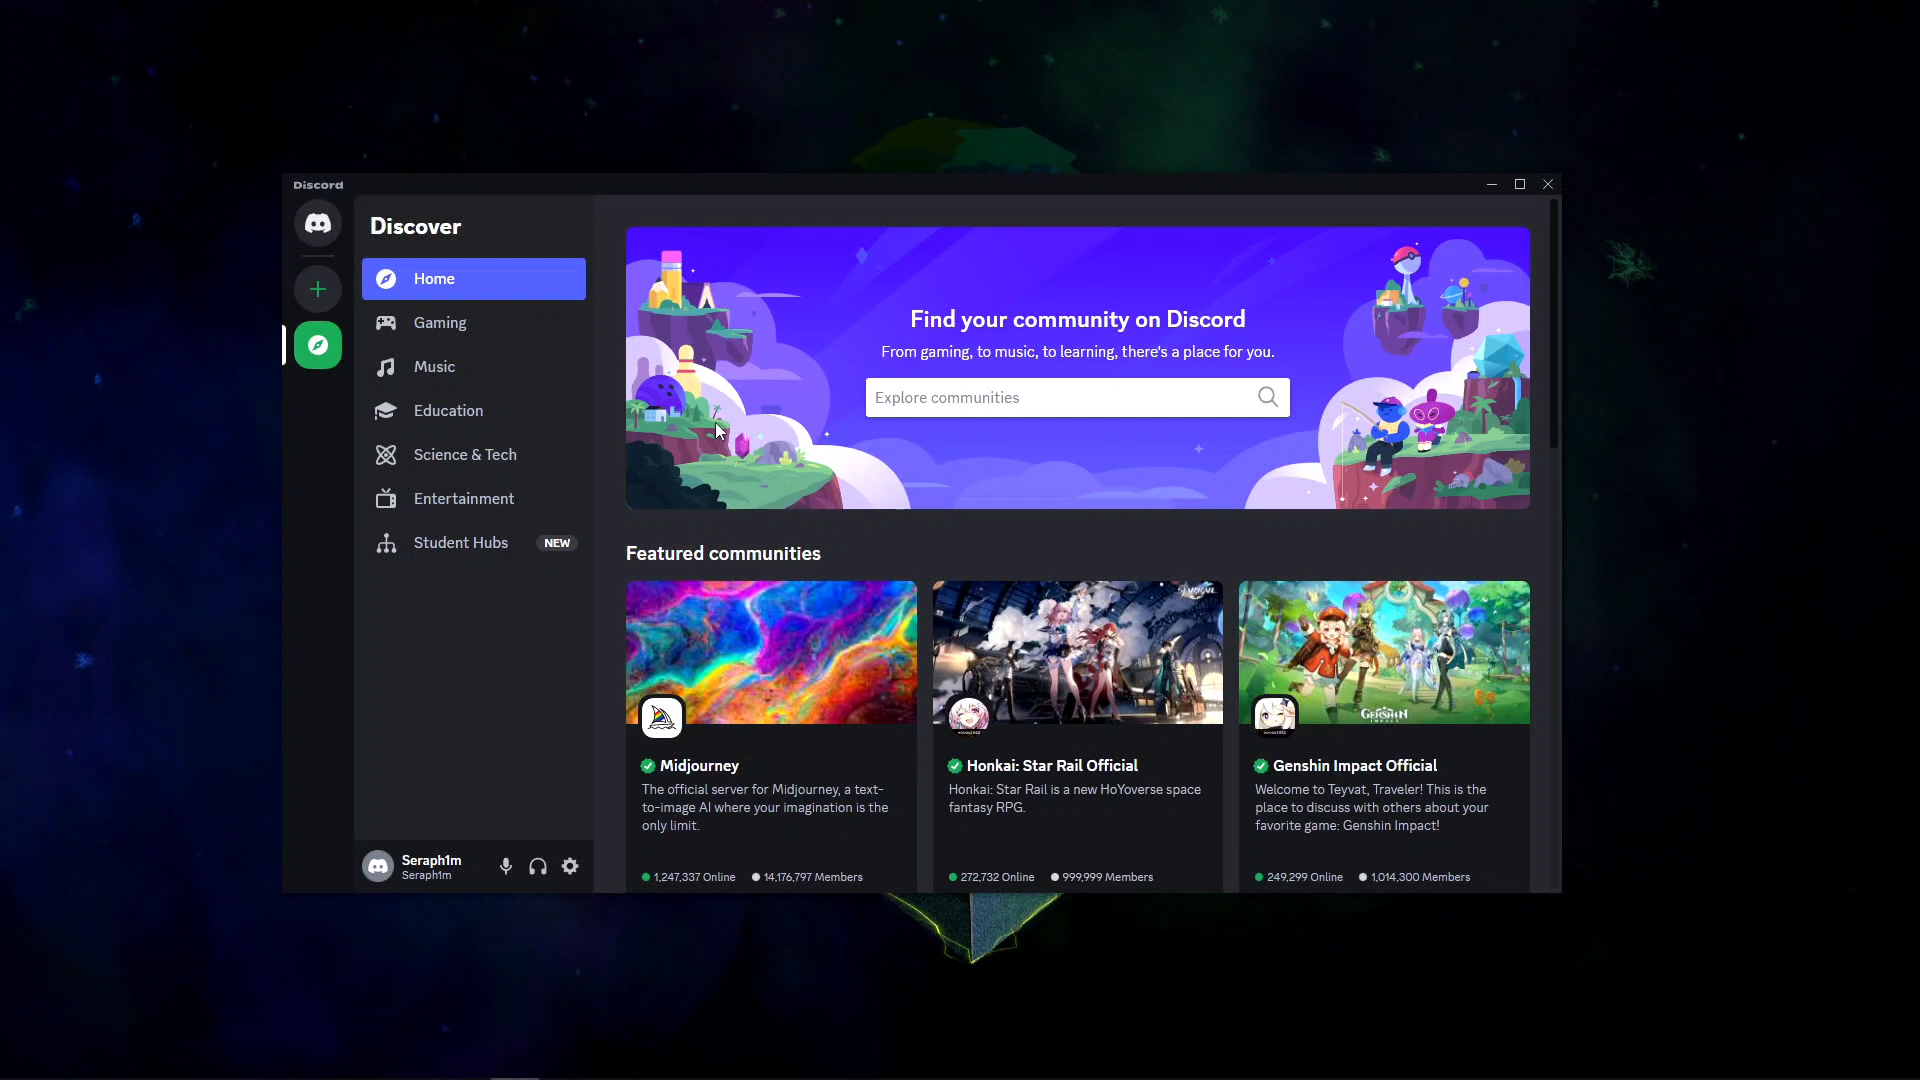 Discord
Discover
Home
Gaming
Music
Education
Science & Tech
Entertainment
Student Hubs NEW
Seraph1m
Seraph1m
Find your community on Discord
From gaming, to music, to learning, there's a place for you.
Explore communities
Featured communities
Midjourney
The official server for Midjourney, a text-
to-image AI where your imagination is the
only limit.
1,247,337 Online 14,176,797 Members
Honkai: Star Rail Official
Honkai: Star Rail is a new HoYoverse space
fantasy RPG.
272,732 Online 999,999 Members
GENSHIN
IMPACT
Genshin Impact Official
Welcome to Teyvat, Traveler! This is the
place to discuss with others about your
favorite game: Genshin Impact!
249,299 Online 1,014,300 Members